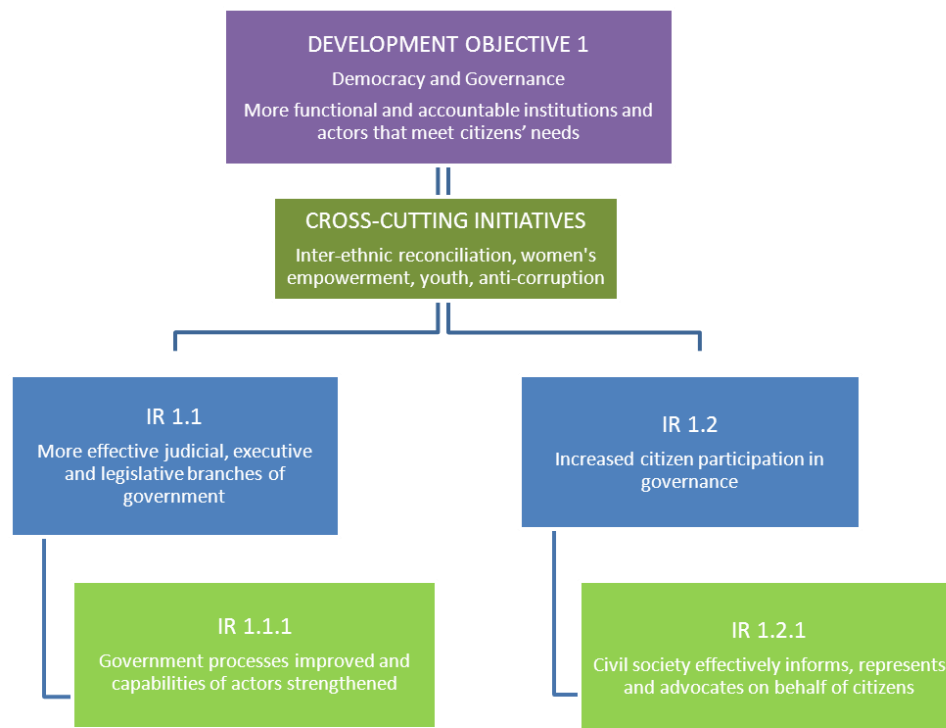 DEVELOPMENT OBJECTIVE 1
Democracy and Governance
More functional and accountable institutions and
actors that meet citizens’ needs
CROSS-CUTTING INITIATIVES
Inter-ethnic reconciliation, women's
empowerment, youth, anti-corruption
IR 1.1
More effective judicial, executive
and legislative branches of
government
IR 1.2
Increased citizen participation in
governance
IR 1.1.1
Government processes improved and
capabilities of actors strengthened
IR 1.2.1
Civil society effectively informs, represents
and advocates on behalf of citizens